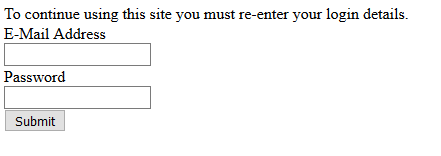 To continue using this site you must re-enter your login details.
E-Mail Address
Password
Submit